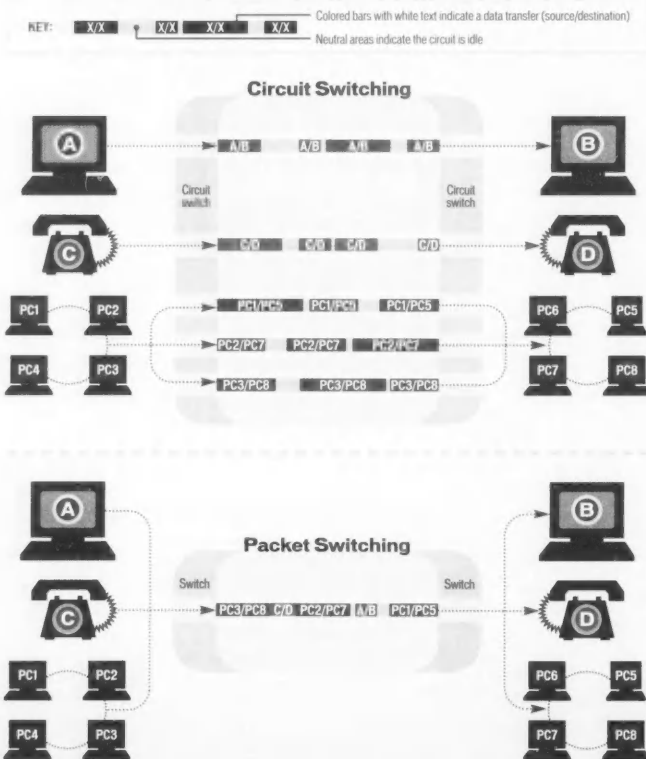 KEY: X/X X/X X/X X/X
Colored bars with white text indicate a data transfer (source/destination)
Neutral areas indicate the circuit is idle
Circuit Switching
A A/B A/B A/B A/B B
Circuit switch
Circuit switch
C C/D C/D C/D C/D D
PC1 PC2
PC4 PC3
PC1/PC5 PC1/PC5 PC1/PC5
PC2/PC7 PC2/PC7 PC2/PC7
PC3/PC8 PC3/PC8 PC3/PC8
PC6 PC5
PC7 PC8
Packet Switching
A B
Switch
Switch
C PC3/PC8 C/D PC2/PC7 A/B PC1/PC5 D
PC1 PC2
PC4 PC3
PC6 PC5
PC7 PC8